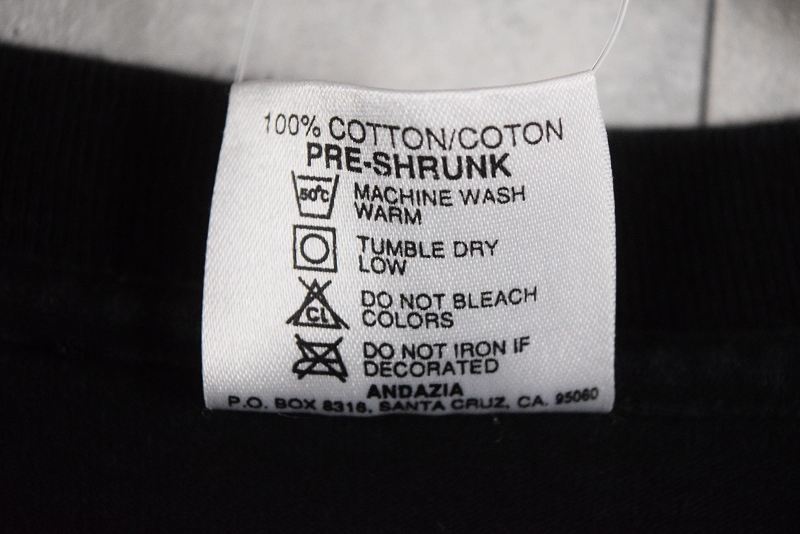 100% COTTON/COTON
PRE-SHRUNK
50°C MACHINE WASH
WARM
TUMBLE DRY
LOW
CL DO NOT BLEACH
COLORS
DO NOT IRON IF
DECORATED
ANDAZIA
P.O. BOX 8316, SANTA CRUZ, CA. 95060